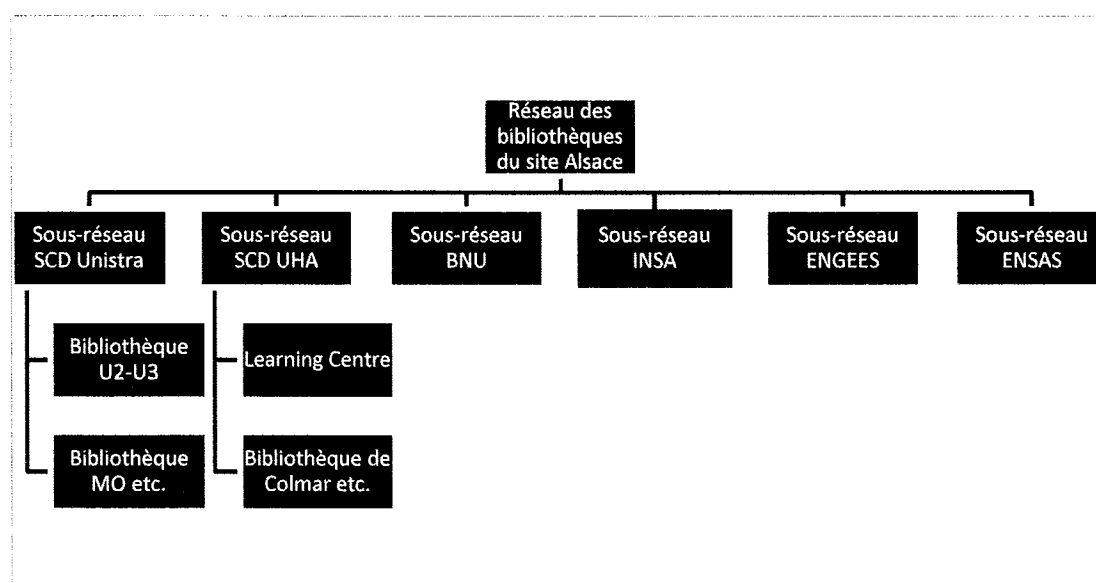 Réseau des
bibliothèques
du site Alsace
Sous-réseau
SCD Unistra
Sous-réseau
SCD UHA
Sous-réseau
BNU
Sous-réseau
INSA
Sous-réseau
ENGEES
Sous-réseau
ENSAS
Bibliothèque
U2-U3
Learning Centre
Bibliothèque
MO etc.
Bibliothèque de
Colmar etc.